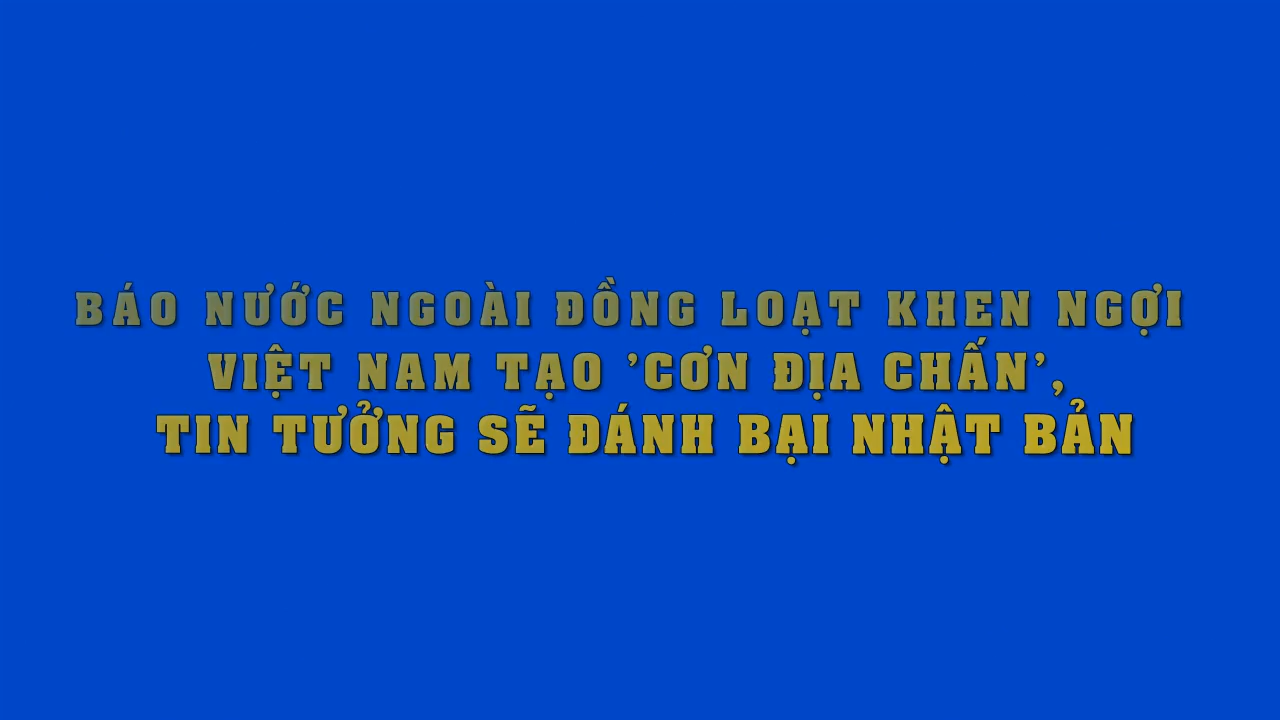 BÁO NƯỚC NGOÀI ĐỒNG LOẠT KHEN NGỢI
VIỆT NAM TẠO 'CƠN ĐỊA CHẤN',
TIN TƯỞNG SẼ ĐÁNH BẠI NHẬT BẢN